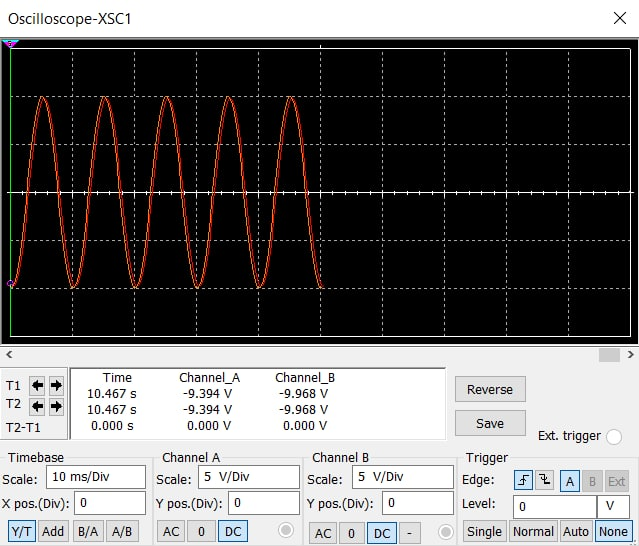 Oscilloscope-XSC1
T1
T2
T2-T1
Time Channel_A Channel_B
10.467 s -9.394 V -9.968 V
10.467 s -9.394 V -9.968 V
0.000 s 0.000 V 0.000 V
Reverse
Save
Ext. trigger
Timebase
Scale: 10 ms/Div
X pos.(Div): 0
Y/T Add B/A A/B
Channel A
Scale: 5 V/Div
Y pos.(Div): 0
AC 0 DC
Channel B
Scale: 5 V/Div
Y pos.(Div): 0
AC 0 DC -
Trigger
Edge: A B Ext
Level: 0 V
Single Normal Auto None